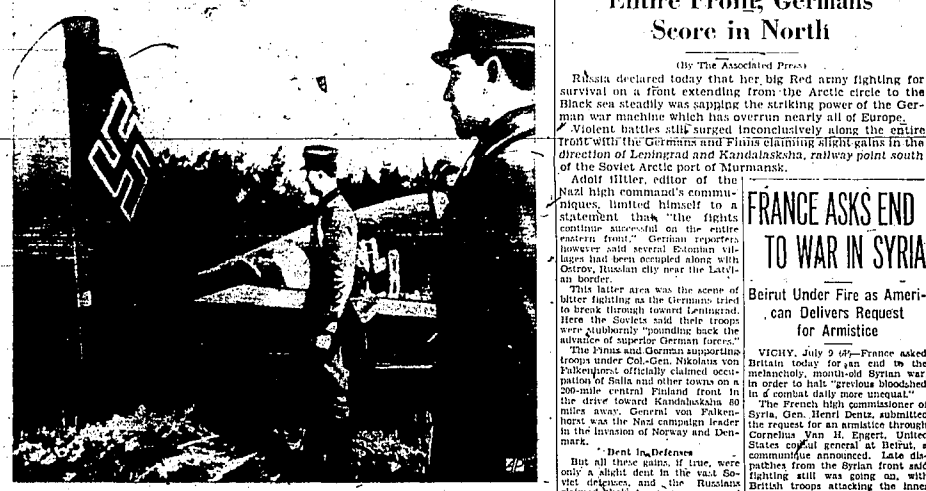 Entire Front, Germans
Score in North
(By The Associated Press)
Russia declared today that her big Red army fighting for
survival on a front extending from the Arctic circle to the
Black sea steadily was sapping the striking power of the Ger-
man war machine which has overrun nearly all of Europe.
Violent battles still surged inconclusively along the entire
front with the Germans and Finns claiming slight gains in the
direction of Leningrad and Kandalasksha, railway point south
of the Soviet Arctic port of Murmansk.
Adolf Hitler, editor of the
Nazi high command's commu-
niques, limited himself to a
statement that "the fights
continue successful on the entire
eastern front." German reporters
however said several Estonian vil-
lages had been occupied along with
Ostrov, Russian city near the Latvi-
an border.
This latter area was the scene of
bitter fighting as the Germans tried
to break through toward Leningrad.
Here the Soviets said their troops
were stubbornly "pounding back the
advance of superior German forces."
The Finns and German supporting
troops under Col.-Gen. Nikolaus von
Falkenhorst officially claimed occu-
pation of Salla and other towns on a
200-mile central Finland front in
the drive toward Kandalaksha 80
miles away. General von Falken-
horst was the Nazi campaign leader
in the invasion of Norway and Den-
mark.
Dent In Defenses
But all these gains, if true, were
only a slight dent in the vast So-
viet defenses, and the Russians
FRANCE ASKS END
TO WAR IN SYRIA
Beirut Under Fire as Ameri-
can Delivers Request
for Armistice
VICHY, July 9 (AP)—France asked
Britain today for an end to the
melancholy, month-old Syrian war
in order to halt "grevious bloodshed
in a combat daily more unequal."
The French high commissioner of
Syria, Gen. Henri Dentz, submitted
the request for an armistice through
Cornelius Van H. Engert, United
States consul general at Beirut, a
communique announced. Late dis-
patches from the Syrian front said
fighting still was going on, with
British troops attacking the inner